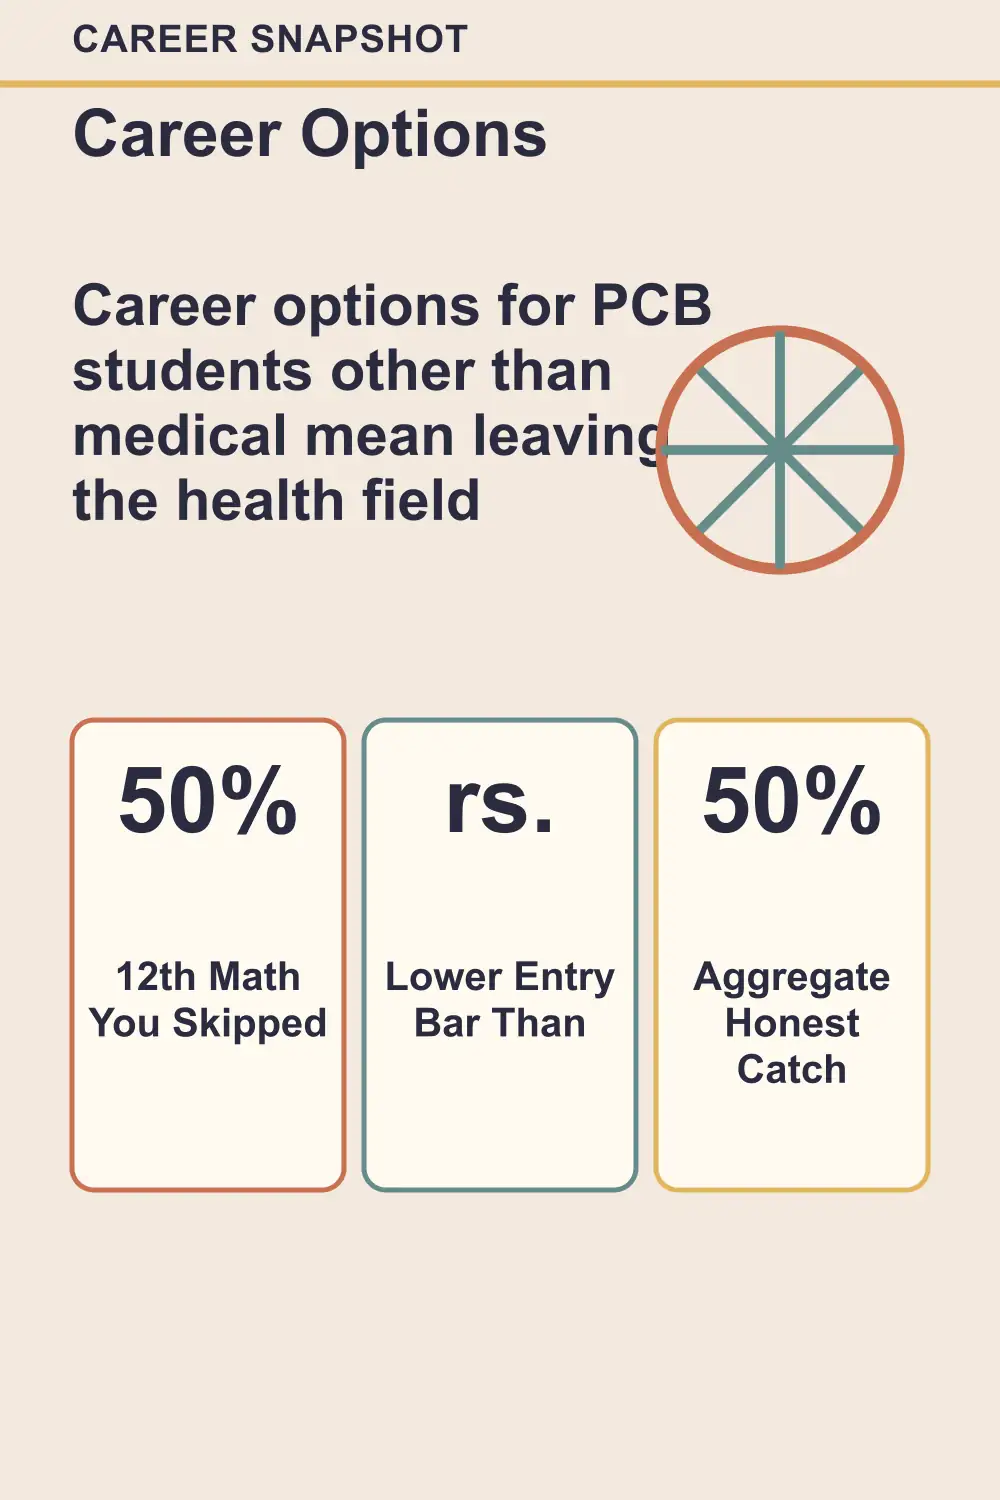 CAREER SNAPSHOT
Career Options
Career options for PCB
students other than
medical mean leaving
the health field
50%
12th Math
You Skipped
rs.
Lower Entry
Bar Than
50%
Aggregate
Honest
Catch